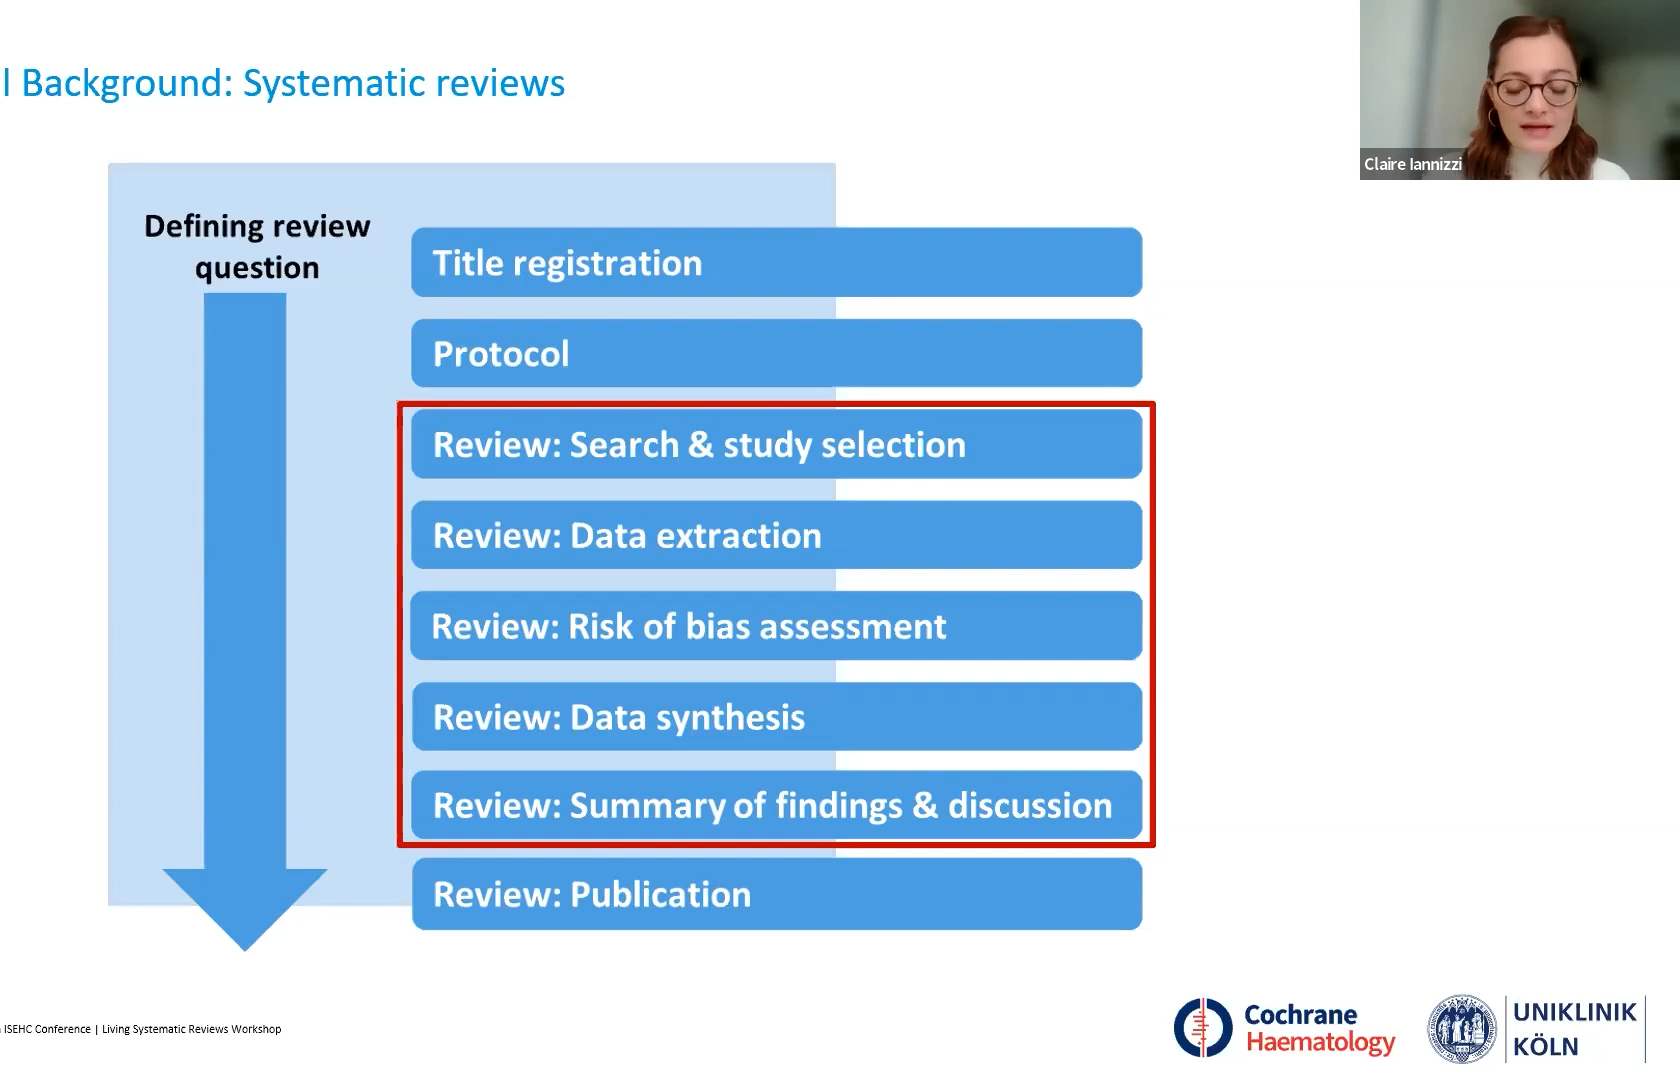 l Background: Systematic reviews
Claire Iannizzi
Defining review
question
Title registration
Protocol
Review: Search & study selection
Review: Data extraction
Review: Risk of bias assessment
Review: Data synthesis
Review: Summary of findings & discussion
Review: Publication
ISEHC Conference | Living Systematic Reviews Workshop
Cochrane
Haematology
UNIKLINIK
KÖLN